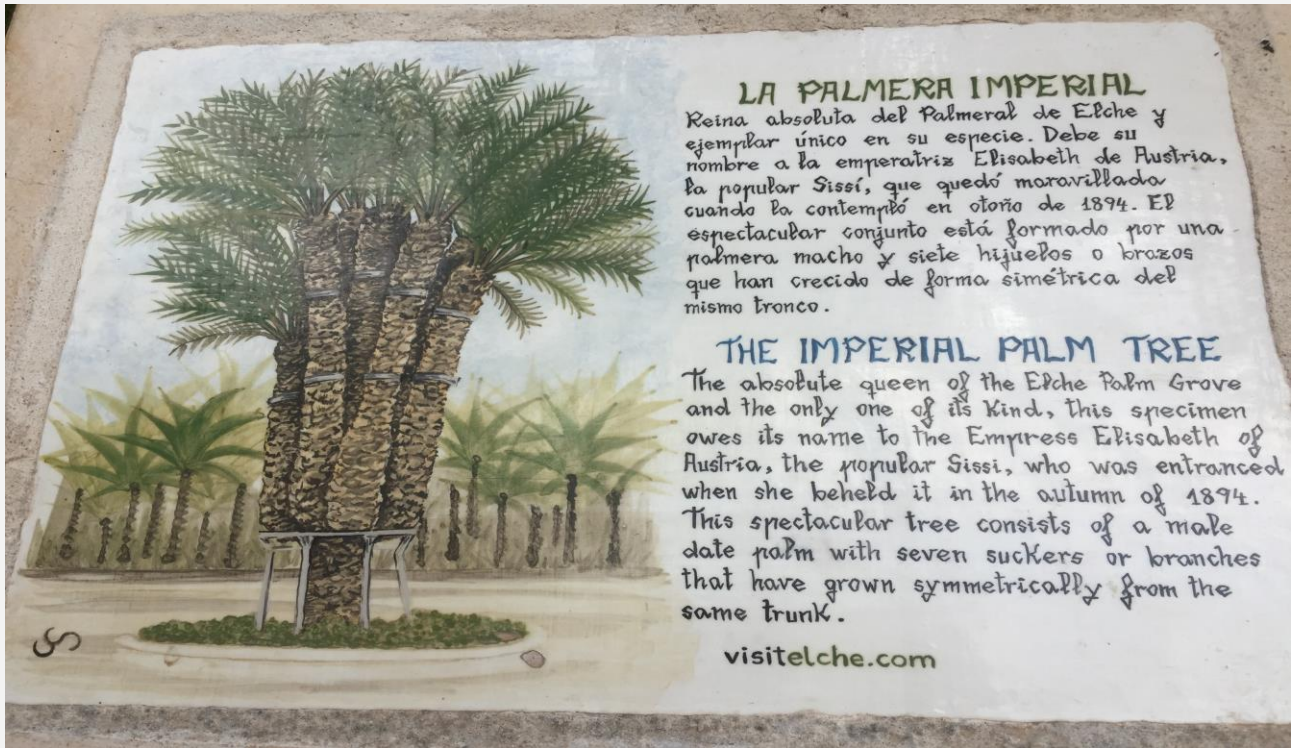 LA PALMERA IMPERIAL
Reina absoluta del Palmeral de Elche y
ejemplar único en su especie. Debe su
nombre a la emperatriz Elisabeth de Austria,
la popular Sissí, que quedó maravillada
cuando la contempló en otoño de 1894. El
espectacular conjunto está formado por una
palmera macho y siete hijuelos o brazos
que han crecido de forma simétrica del
mismo tronco.
THE IMPERIAL PALM TREE
The absolute queen of the Elche Palm Grove
and the only one of its kind, this specimen
owes its name to the Empress Elisabeth of
Austria, the popular Sissi, who was entranced
when she beheld it in the autumn of 1894.
This spectacular tree consists of a male
date palm with seven suckers or branches
that have grown symmetrically from the
same trunk.
visitelche.com